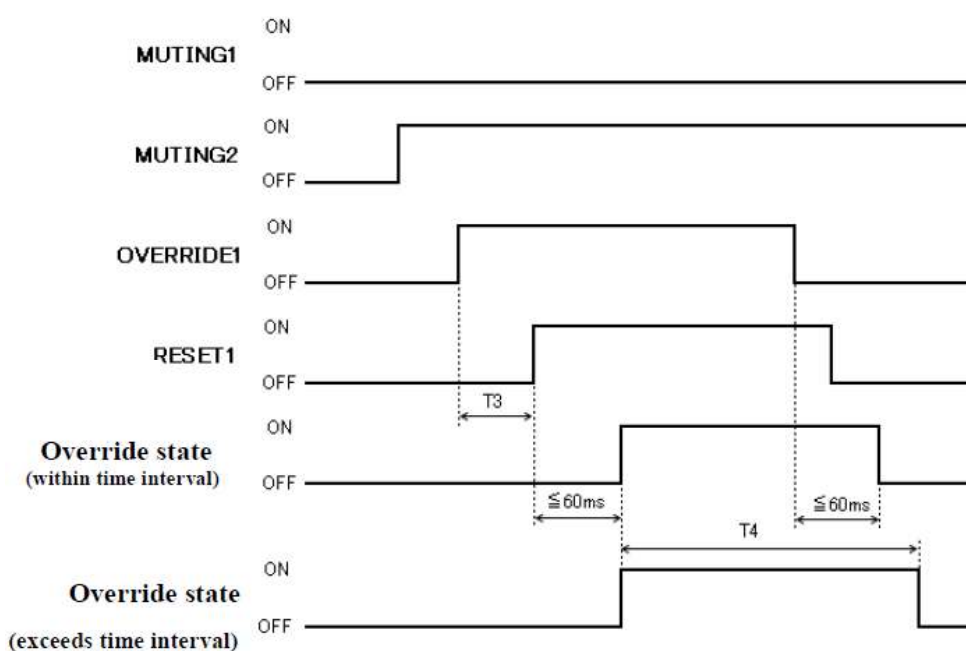 ON
MUTING1
OFF
ON
MUTING2
OFF
ON
OVERRIDE1
OFF
ON
RESET1
OFF
T3
ON
Override state
(within time interval)
OFF
≦60ms
≦60ms
T4
ON
Override state
OFF
(exceeds time interval)